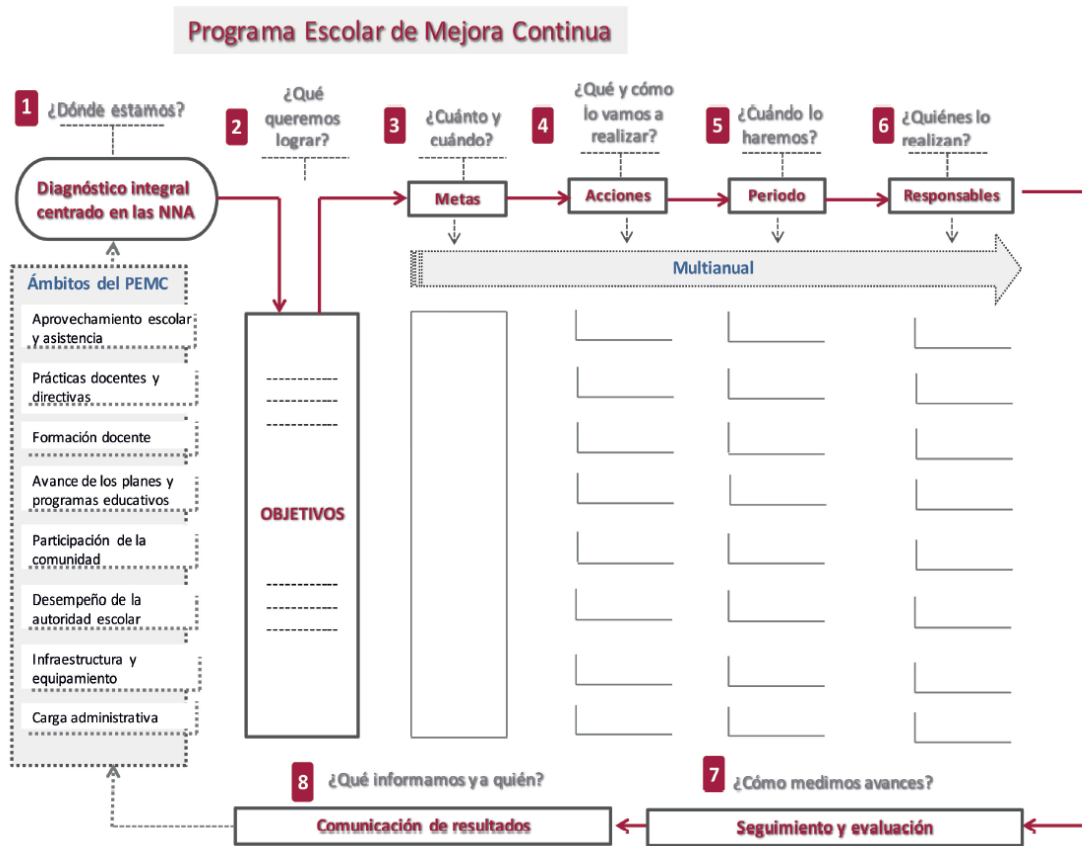 Programa Escolar de Mejora Continua
1
¿Dónde estamos?
Diagnóstico integral
centrado en las NNA
2
¿Qué
queremos
lograr?
3
¿Cuánto y
cuándo?
Metas
4
¿Qué y cómo
lo vamos a
realizar?
Acciones
5
¿Cuándo lo
haremos?
Periodo
6
¿Quiénes lo
realizan?
Responsables
Multianual
Ámbitos del PEMC
Aprovechamiento escolar
y asistencia
Prácticas docentes y
directivas
Formación docente
Avance de los planes y
programas educativos
Participación de la
comunidad
Desempeño de la
autoridad escolar
Infraestructura y
equipamiento
Carga administrativa
OBJETIVOS
8
¿Qué informamos y a quién?
Comunicación de resultados
7
¿Cómo medimos avances?
Seguimiento y evaluación